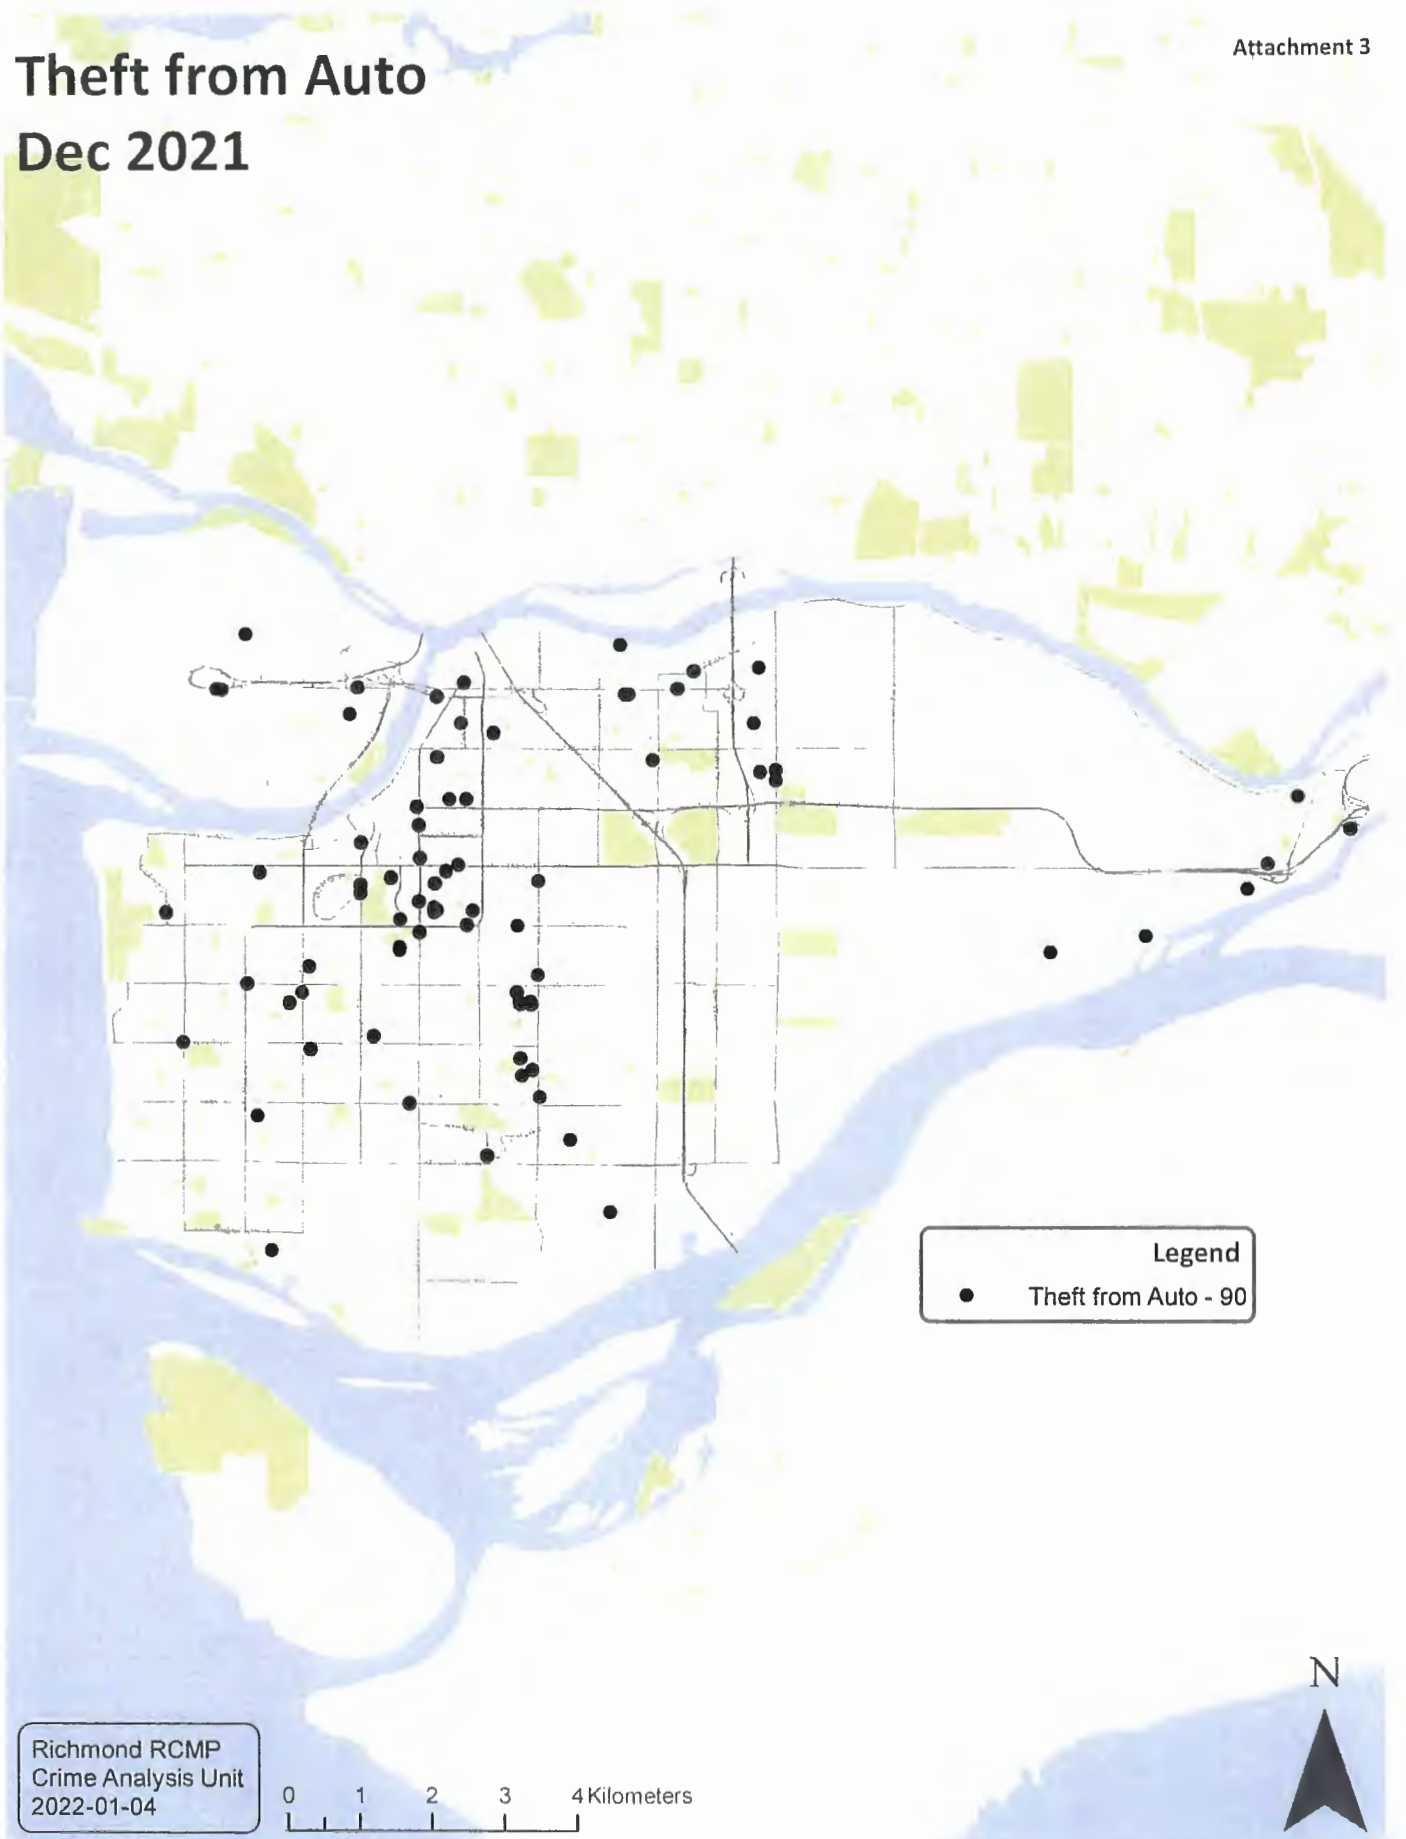 Attachment 3
Theft from Auto
Dec 2021
Legend
Theft from Auto - 90
N
Richmond RCMP
Crime Analysis Unit
2022-01-04
0 1 2 3 4 Kilometers